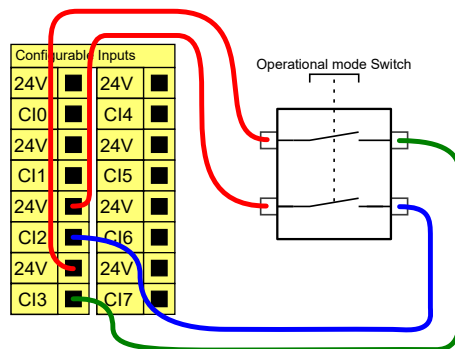 Configurable Inputs
Operational mode Switch
24V 24V
CI0 CI4
24V 24V
CI1 CI5
24V 24V
CI2 CI6
24V 24V
CI3 CI7